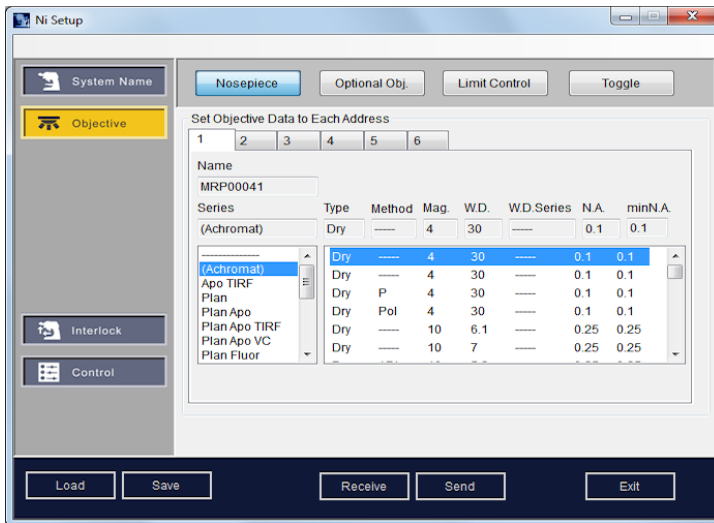 Ni Setup
System Name
Objective
Interlock
Control
Nosepiece Optional Obj. Limit Control Toggle
Set Objective Data to Each Address
1 2 3 4 5 6
Name
MRP00041
Series Type Method Mag. W.D. W.D.Series N.A. minN.A.
(Achromat) Dry ----- 4 30 ----- 0.1 0.1
--------------
(Achromat)
Apo TIRF
Plan
Plan Apo
Plan Apo TIRF
Plan Apo VC
Plan Fluor
Dry ----- 4 30 ----- 0.1 0.1
Dry ----- 4 30 ----- 0.1 0.1
Dry P 4 30 ----- 0.1 0.1
Dry Pol 4 30 ----- 0.1 0.1
Dry ----- 10 6.1 ----- 0.25 0.25
Dry ----- 10 7 ----- 0.25 0.25
Load Save Receive Send Exit